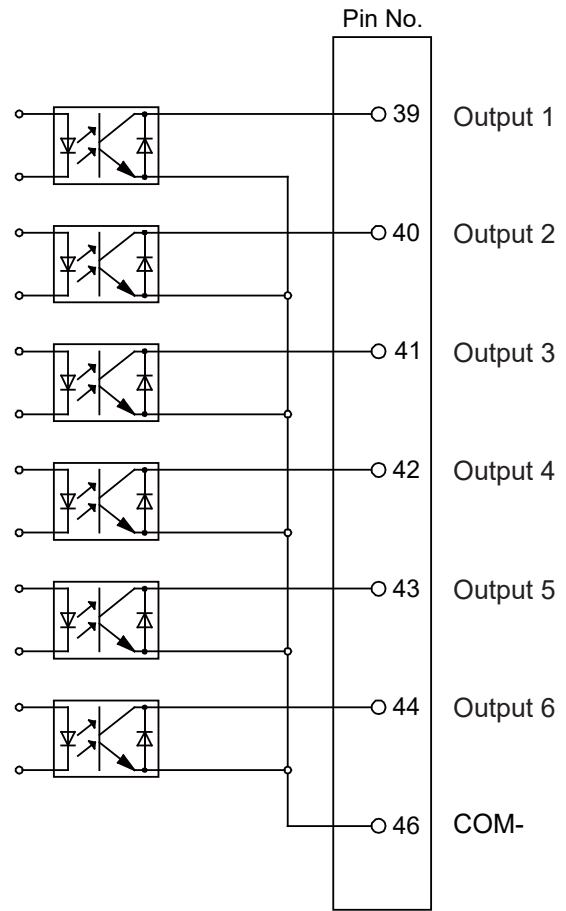 Pin No.
39 Output 1
40 Output 2
41 Output 3
42 Output 4
43 Output 5
44 Output 6
46 COM-